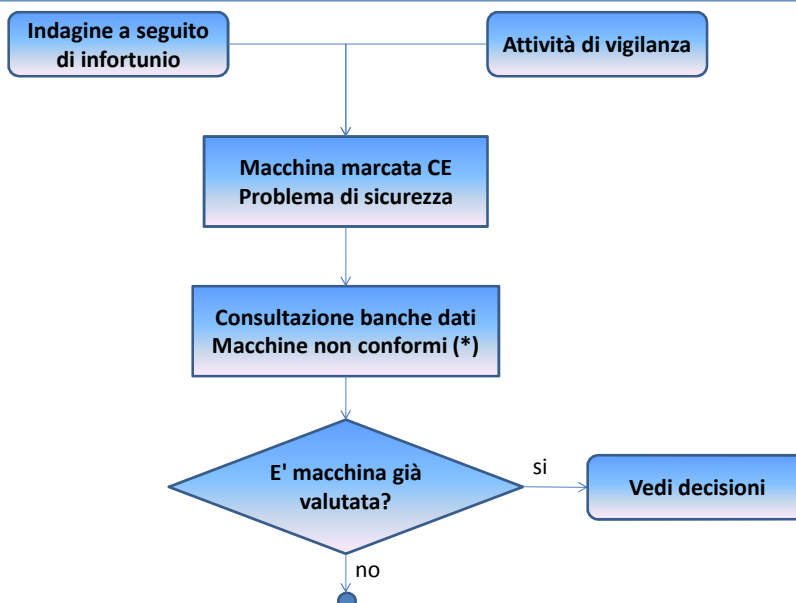 Indagine a seguito
di infortunio
Attività di vigilanza
Macchina marcata CE
Problema di sicurezza
Consultazione banche dati
Macchine non conformi (*)
E' macchina già
valutata?
si
Vedi decisioni
no